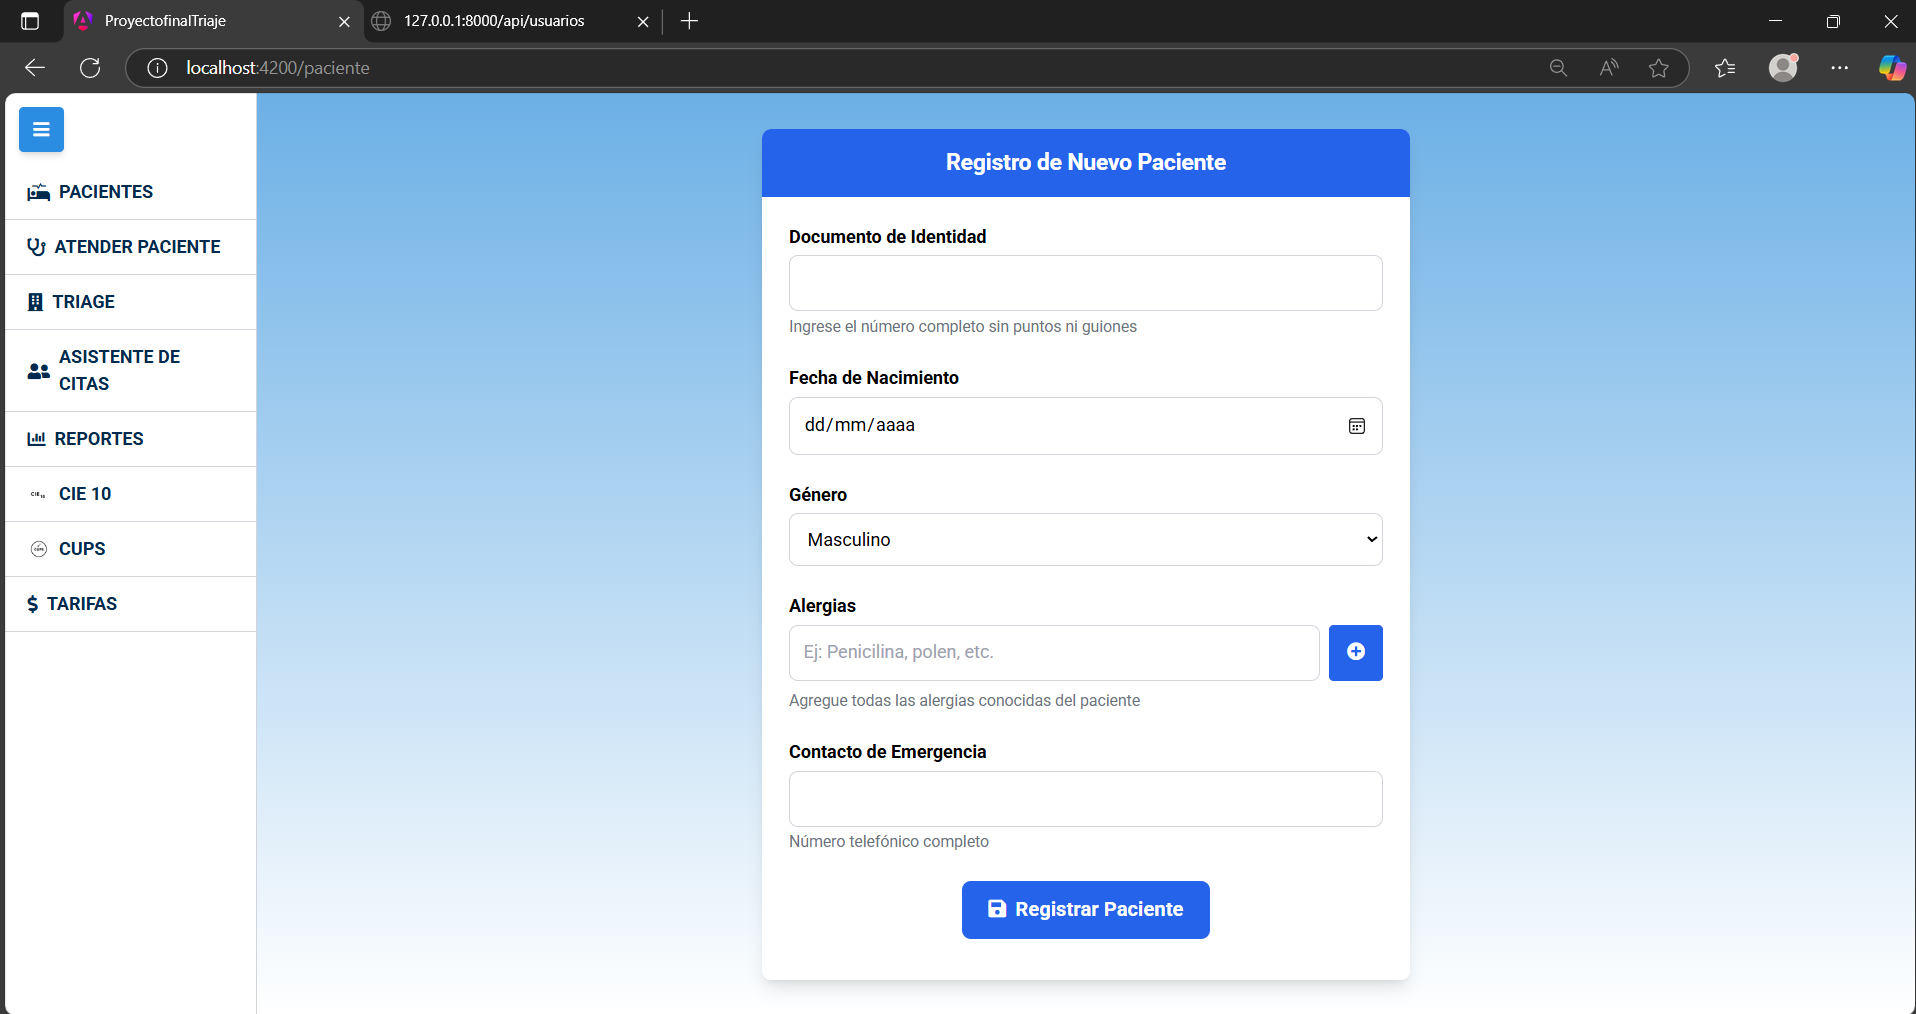 ProyectofinalTriaje
127.0.0.1:8000/api/usuarios
localhost:4200/paciente
PACIENTES
ATENDER PACIENTE
TRIAGE
ASISTENTE DE
CITAS
REPORTES
CIE 10
CUPS
TARIFAS
Registro de Nuevo Paciente
Documento de Identidad
Ingrese el número completo sin puntos ni guiones
Fecha de Nacimiento
dd/mm/aaaa
Género
Masculino
Alergias
Ej: Penicilina, polen, etc.
Agregue todas las alergias conocidas del paciente
Contacto de Emergencia
Número telefónico completo
Registrar Paciente